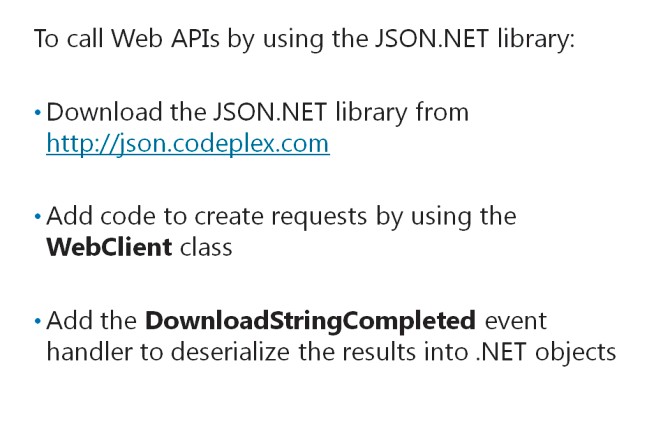 To call Web APIs by using the JSON.NET library:
• Download the JSON.NET library from
http://json.codeplex.com
• Add code to create requests by using the
WebClient class
• Add the DownloadStringCompleted event
handler to deserialize the results into .NET objects